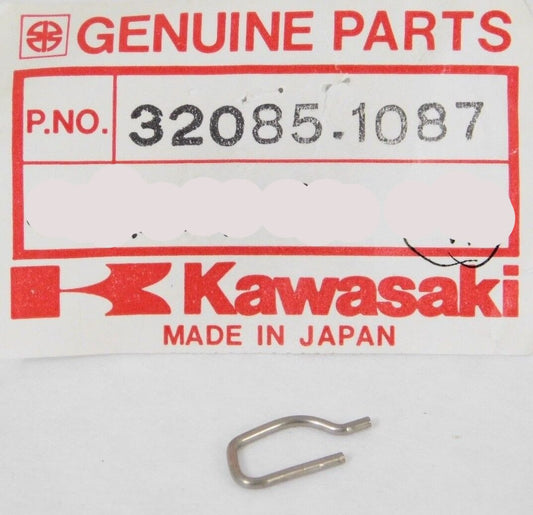 GENUINE PARTS
P.NO. 32085.1087
Kawasaki
MADE IN JAPAN